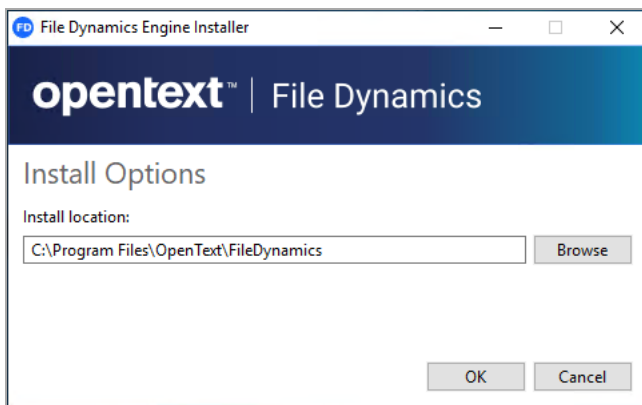 FD File Dynamics Engine Installer
opentext™ | File Dynamics
Install Options
Install location:
C:\Program Files\OpenText\FileDynamics Browse
OK Cancel